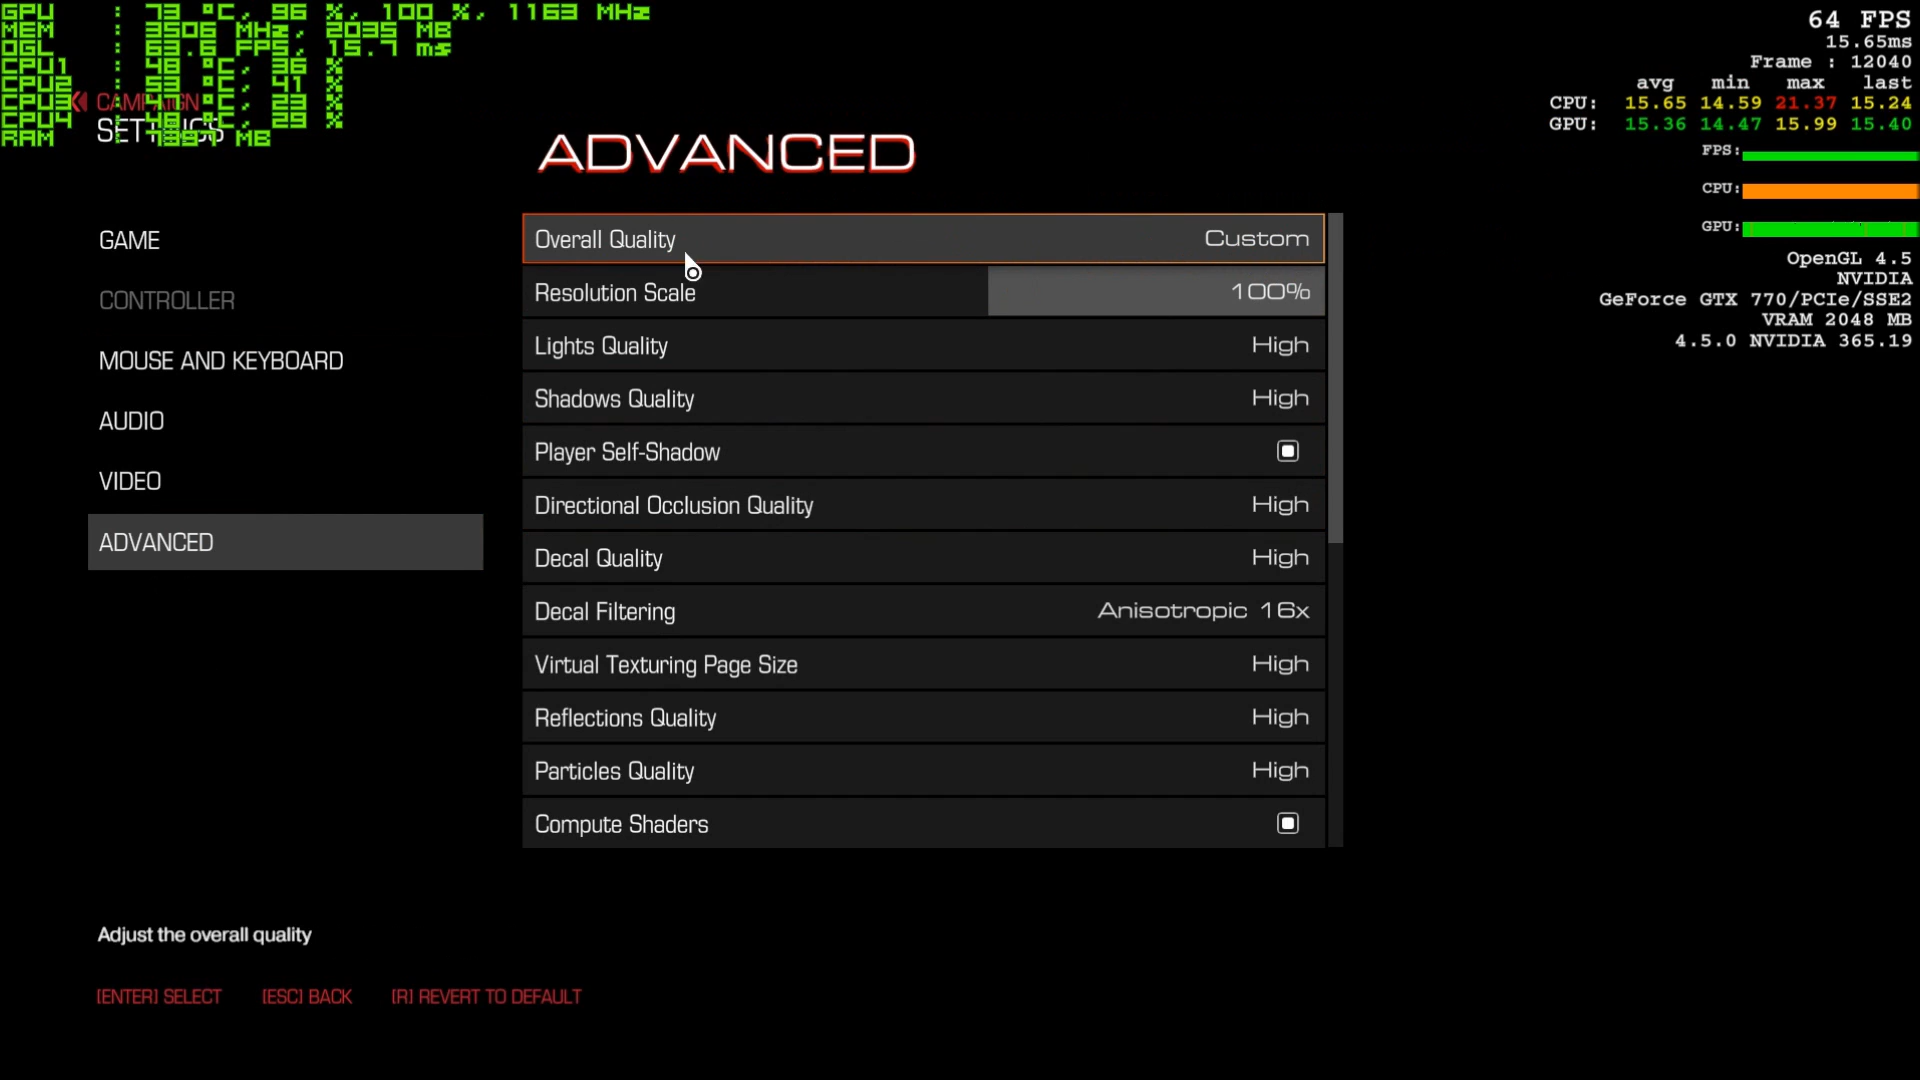 GPU : 73 °C, 96 %, 100 %, 1163 MHz
MEM : 3506 MHz, 2035 MB
OGL : 63.6 FPS, 15.7 ms
CPU1 : 48 °C, 36 %
CPU2 : 53 °C, 41 %
CPU3 : °C, 23 %
CPU4 : 49 °C, 29 %
RAM : MB
CAMPAIGN
SETTINGS
64 FPS
15.65ms
Frame : 12040
avg min max last
CPU: 15.65 14.59 21.37 15.24
GPU: 15.36 14.47 15.99 15.40
FPS:
CPU:
GPU:
OpenGL 4.5
NVIDIA
GeForce GTX 770/PCIe/SSE2
VRAM 2048 MB
4.5.0 NVIDIA 365.19
GAME
CONTROLLER
MOUSE AND KEYBOARD
AUDIO
VIDEO
ADVANCED
ADVANCED
Overall Quality Custom
Resolution Scale 100%
Lights Quality High
Shadows Quality High
Player Self-Shadow
Directional Occlusion Quality High
Decal Quality High
Decal Filtering Anisotropic 16x
Virtual Texturing Page Size High
Reflections Quality High
Particles Quality High
Compute Shaders
Adjust the overall quality
[ENTER] SELECT [ESC] BACK [R] REVERT TO DEFAULT